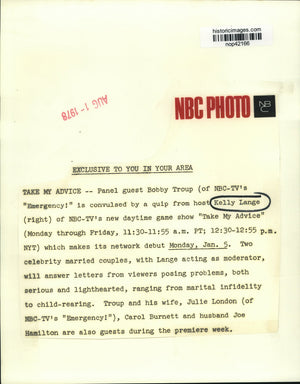 historicimages.com
nop42166
AUG 1 - 1978
NBC PHOTO
NBC
EXCLUSIVE TO YOU IN YOUR AREA
TAKE MY ADVICE -- Panel guest Bobby Troup (of NBC-TV's
"Emergency!" is convulsed by a quip from host Kelly Lange
(right) of NBC-TV's new daytime game show "Take My Advice"
(Monday through Friday, 11:30-11:55 a.m. PT; 12:30-12:55 p.m.
NYT) which makes its network debut Monday, Jan. 5. Two
celebrity married couples, with Lange acting as moderator,
will answer letters from viewers posing problems, both
serious and lighthearted, ranging from marital infidelity
to child-rearing. Troup and his wife, Julie London (of
NBC-TV's "Emergency!"), Carol Burnett and husband Joe
Hamilton are also guests during the premiere week.